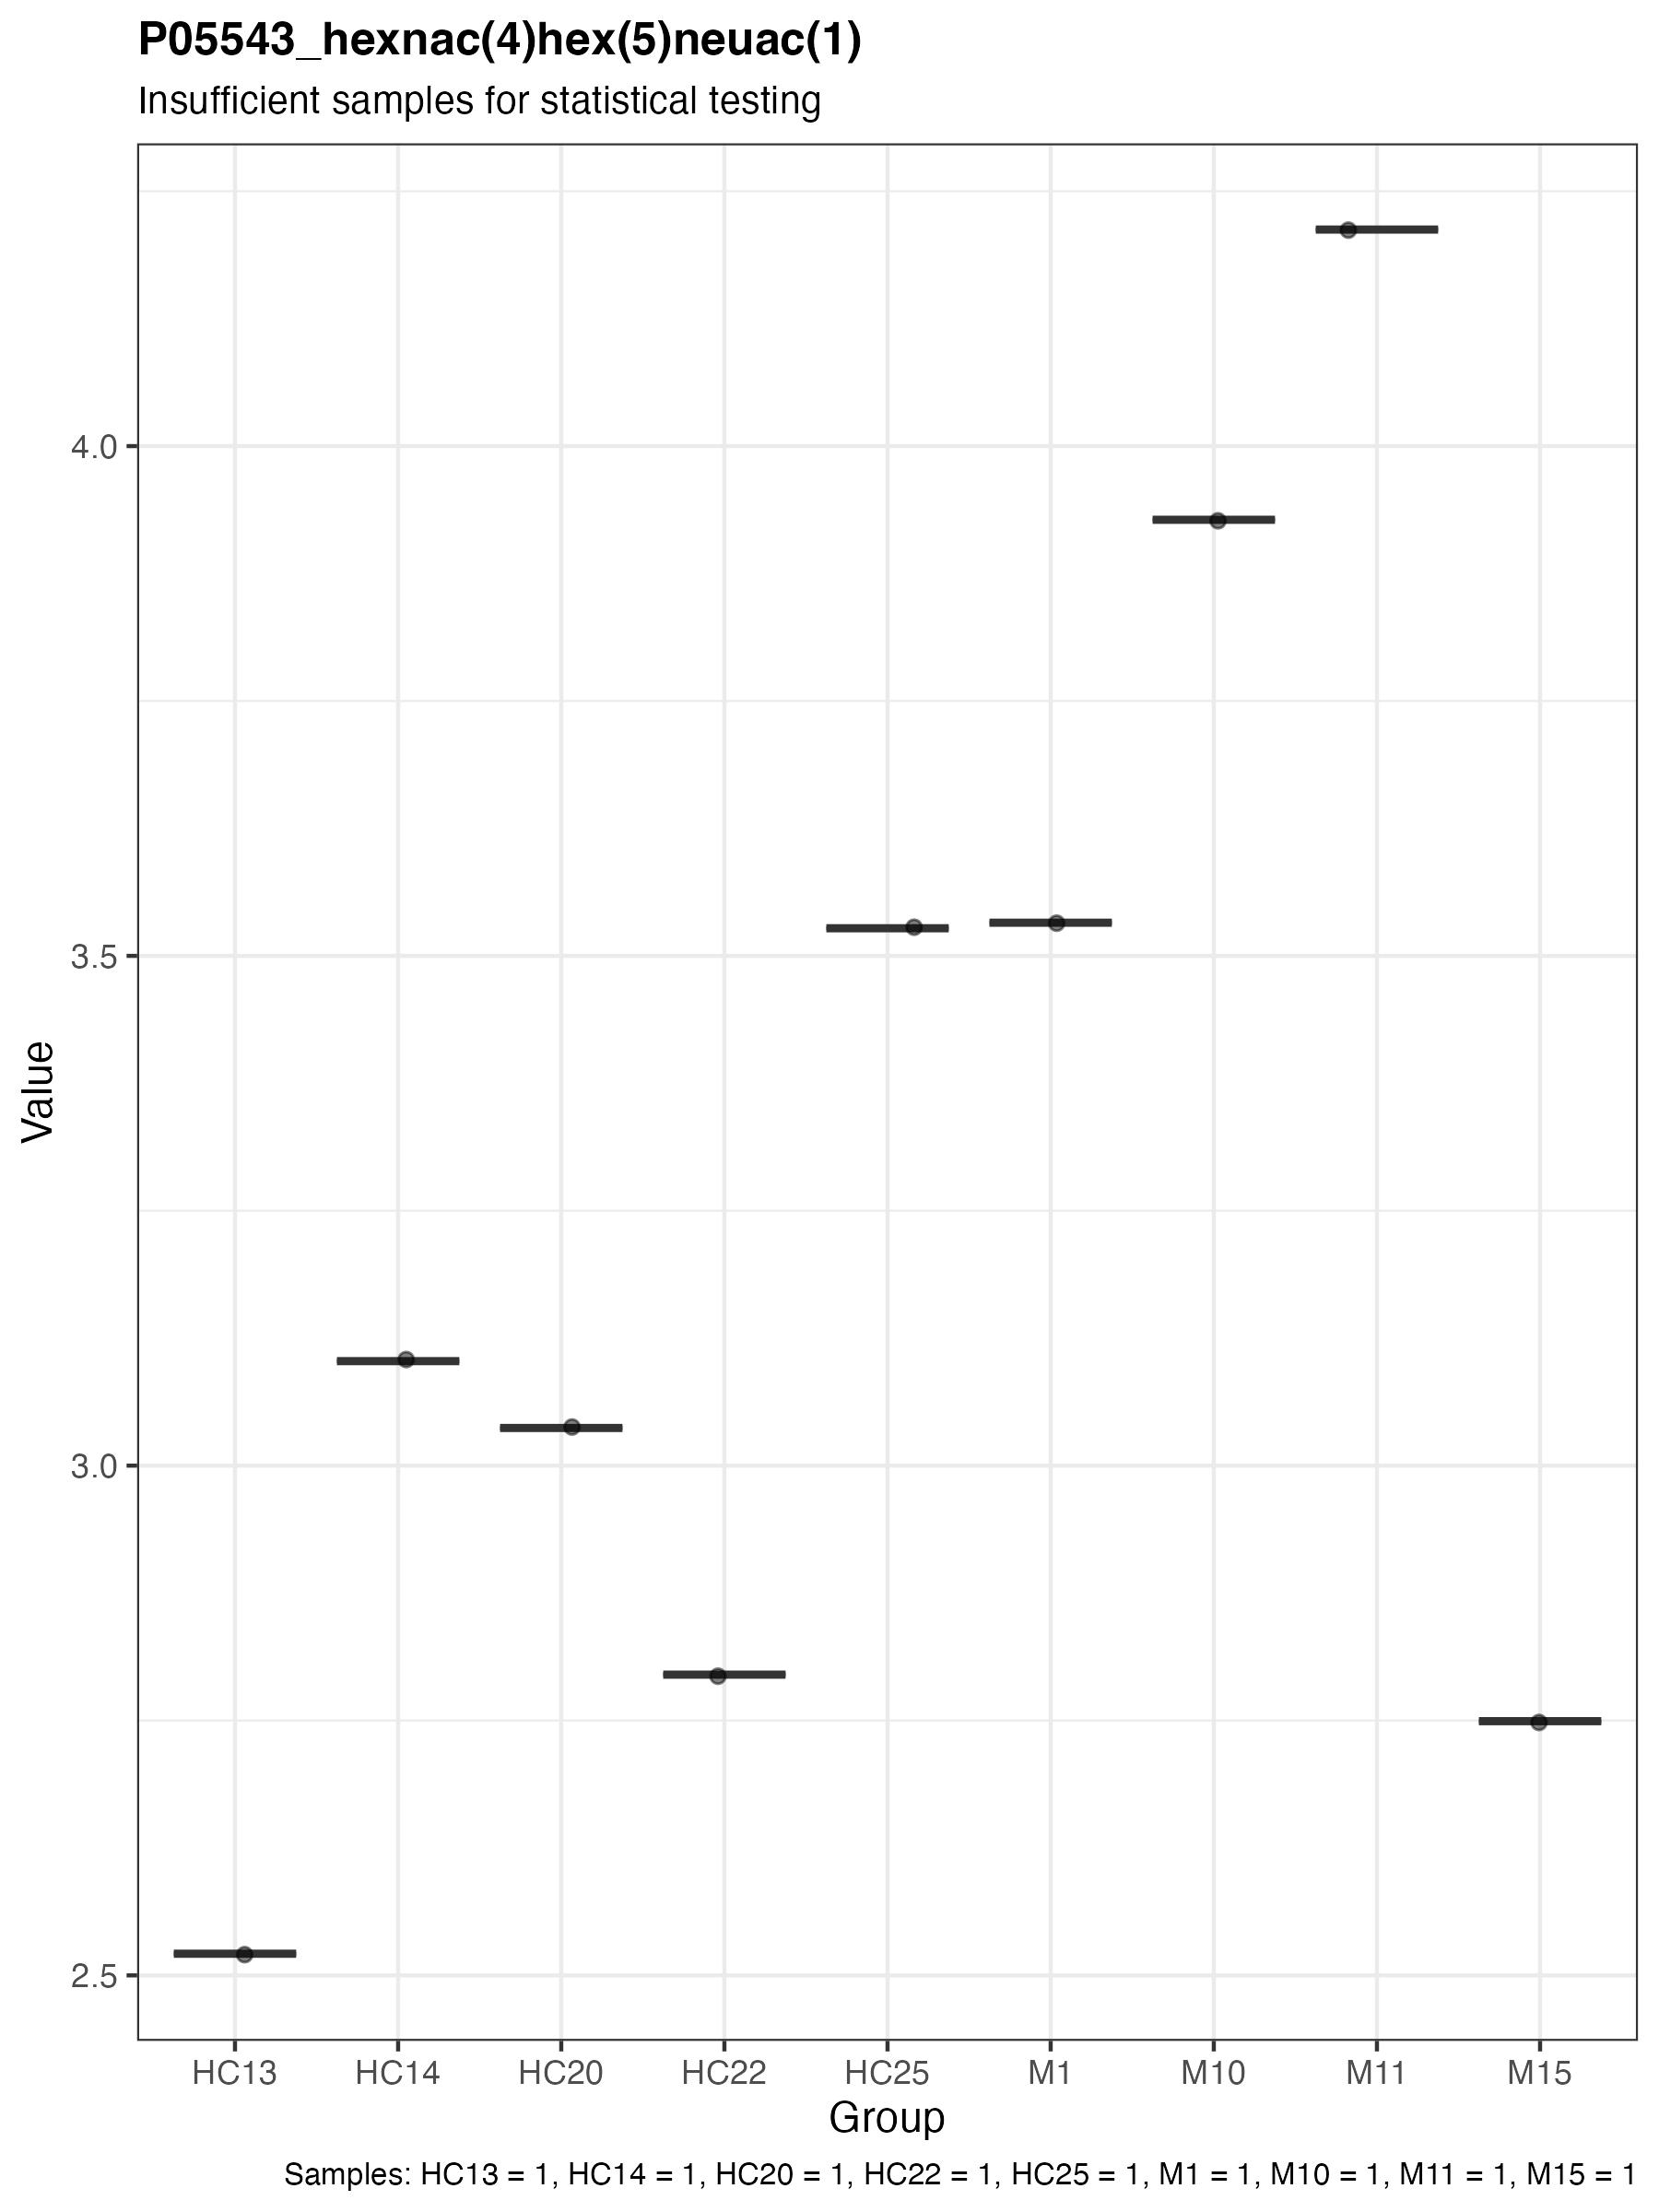 P05543_hexnac(4)hex(5)neuac(1)
Insufficient samples for statistical testing
4.0
3.5
3.0
2.5
Value
HC13 HC14 HC20 HC22 HC25 M1 M10 M11 M15
Group
Samples: HC13 = 1, HC14 = 1, HC20 = 1, HC22 = 1, HC25 = 1, M1 = 1, M10 = 1, M11 = 1, M15 = 1